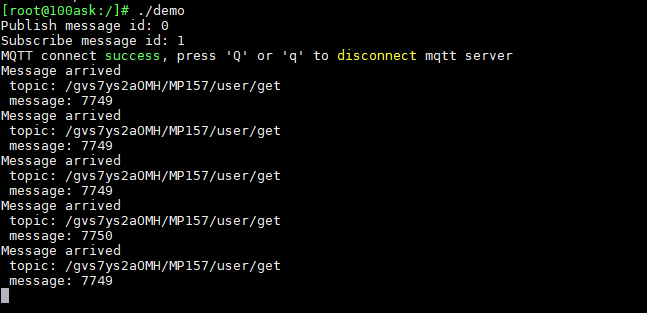 [root@100ask:/]# ./demo
Publish message id: 0
Subscribe message id: 1
MQTT connect success, press 'Q' or 'q' to disconnect mqtt server
Message arrived
 topic: /gvs7ys2aOMH/MP157/user/get
 message: 7749
Message arrived
 topic: /gvs7ys2aOMH/MP157/user/get
 message: 7749
Message arrived
 topic: /gvs7ys2aOMH/MP157/user/get
 message: 7749
Message arrived
 topic: /gvs7ys2aOMH/MP157/user/get
 message: 7750
Message arrived
 topic: /gvs7ys2aOMH/MP157/user/get
 message: 7749